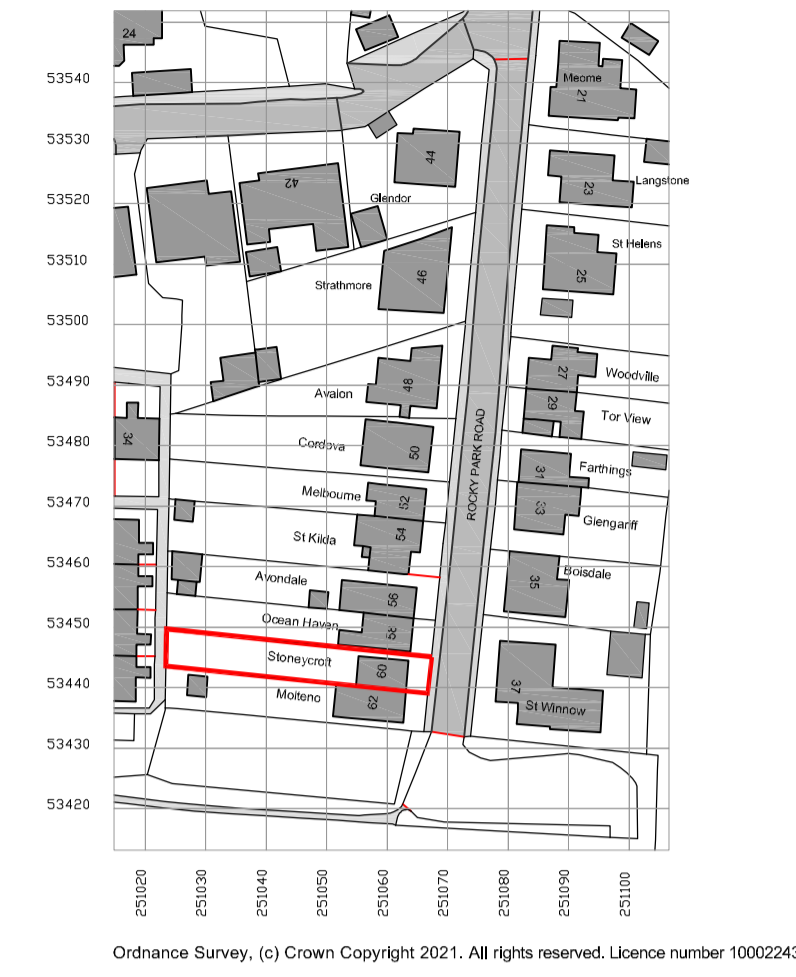 24
53540
Meome
21
53530
44
Langstone
23
42
53520
Glendor
St Helens
53510
Strathmore
46
25
53500
27
Woodville
53490
Avalon
48
29
Tor View
34
Cordova
50
53480
31
Farthings
Melbourne
52
ROCKY PARK ROAD
53470
33
Glengariff
St Kilda
54
53460
Avondale
Boisdale
56
35
53450
Ocean Haven
58
Stoneycroft
60
53440
Molteno
62
37
St Winnow
53430
53420
251020
251030
251040
251050
251060
251070
251080
251090
251100
Ordnance Survey, (c) Crown Copyright 2021. All rights reserved. Licence number 10002243